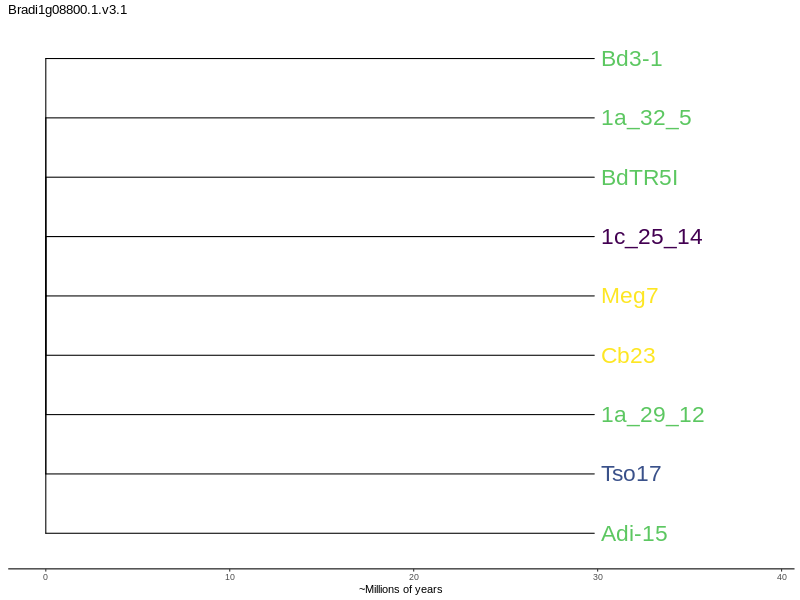 Bradi1g08800.1.v3.1
Bd3-1
1a_32_5
BdTR5I
1c_25_14
Meg7
Cb23
1a_29_12
Tso17
Adi-15
0 10 20 30 40
~Millions of years